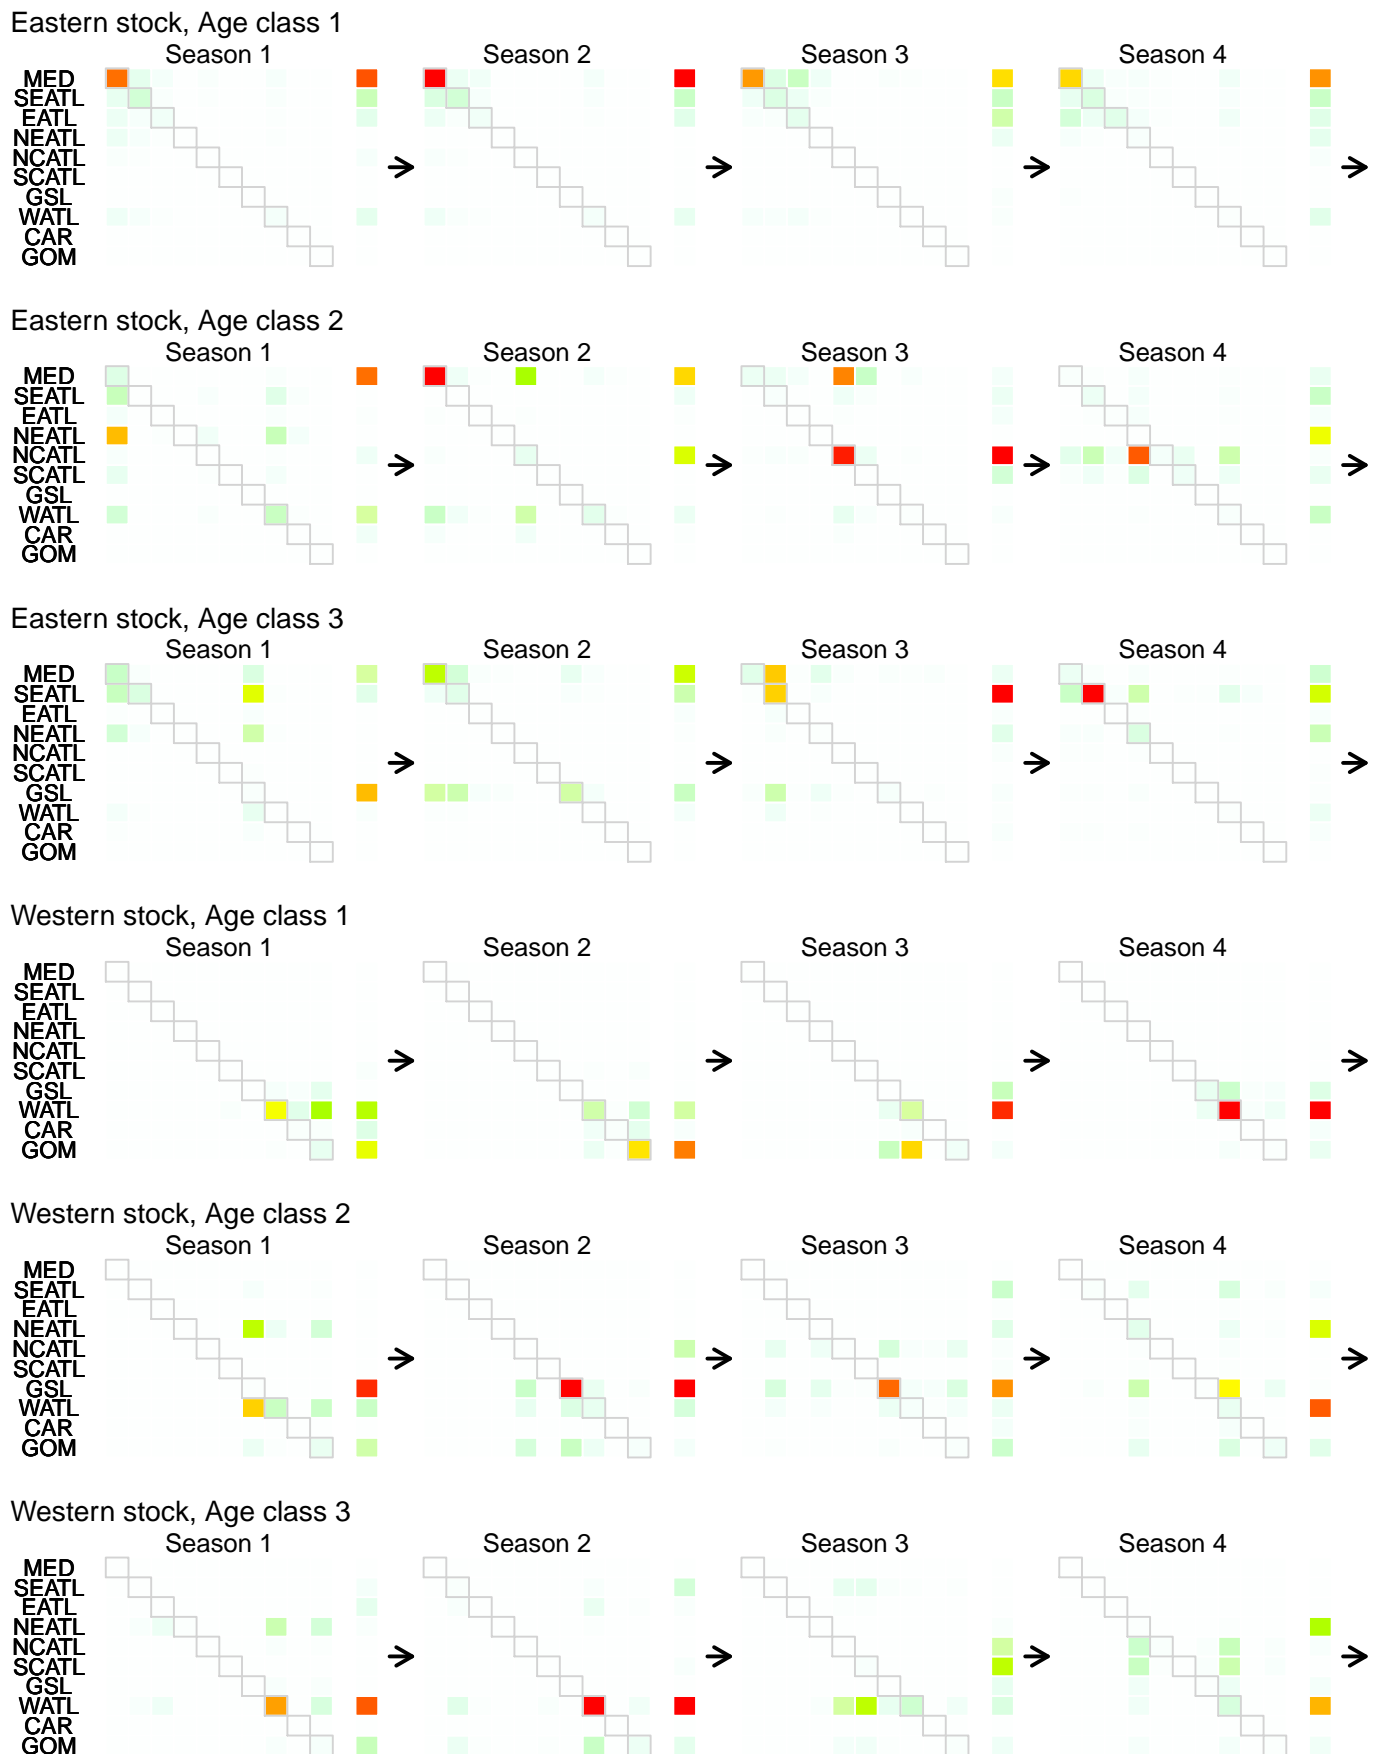 Eastern stock, Age class 1
Season 1 Season 2 Season 3 Season 4
MED
SEATL
EATL
NEATL
NCATL
SCATL
GSL
WATL
CAR
GOM
Eastern stock, Age class 2
Season 1 Season 2 Season 3 Season 4
MED
SEATL
EATL
NEATL
NCATL
SCATL
GSL
WATL
CAR
GOM
Eastern stock, Age class 3
Season 1 Season 2 Season 3 Season 4
MED
SEATL
EATL
NEATL
NCATL
SCATL
GSL
WATL
CAR
GOM
Western stock, Age class 1
Season 1 Season 2 Season 3 Season 4
MED
SEATL
EATL
NEATL
NCATL
SCATL
GSL
WATL
CAR
GOM
Western stock, Age class 2
Season 1 Season 2 Season 3 Season 4
MED
SEATL
EATL
NEATL
NCATL
SCATL
GSL
WATL
CAR
GOM
Western stock, Age class 3
Season 1 Season 2 Season 3 Season 4
MED
SEATL
EATL
NEATL
NCATL
SCATL
GSL
WATL
CAR
GOM